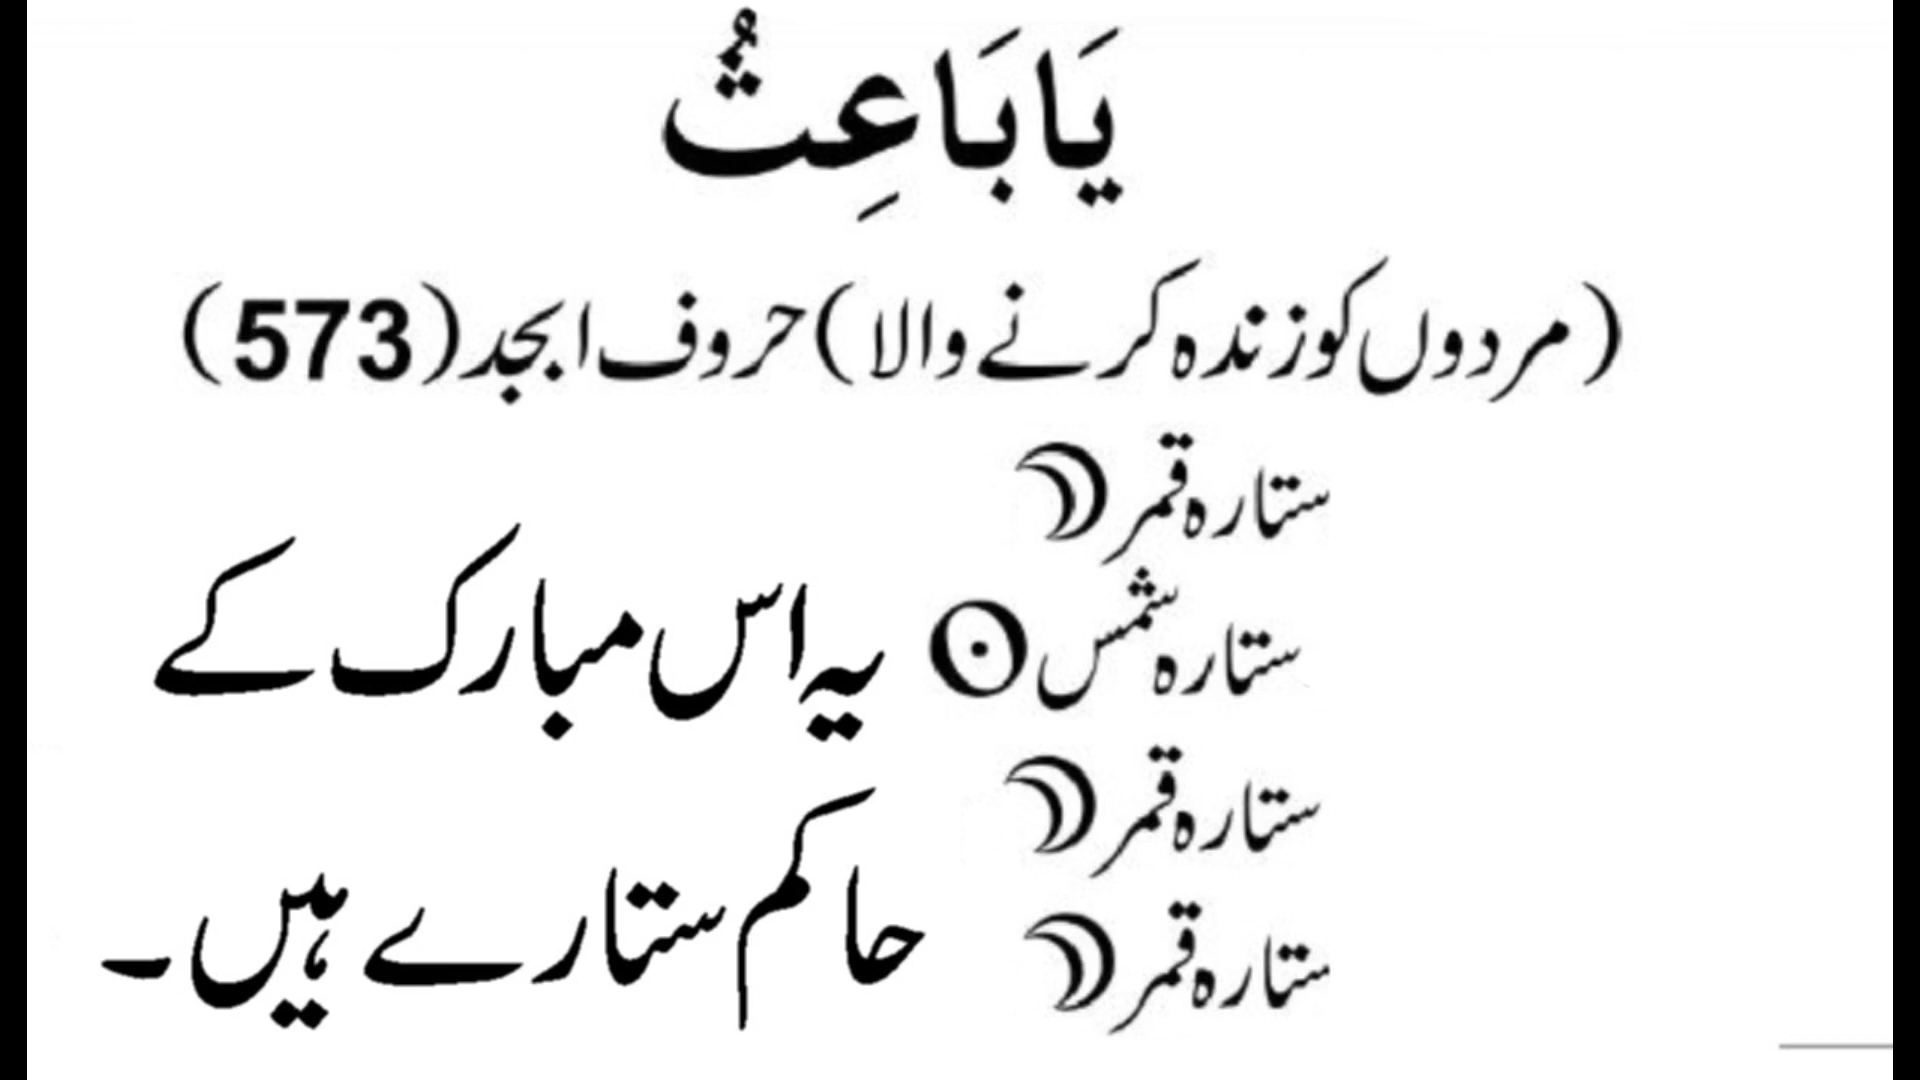 يَا بَاعِثُ
(مردوں کو زندہ کرنے والا) حروف ابجد (573)
ستارہ قمر
ستارہ شمس
ستارہ قمر
ستارہ قمر
یہ اس مبارک کے
حاکم ستارے ہیں۔